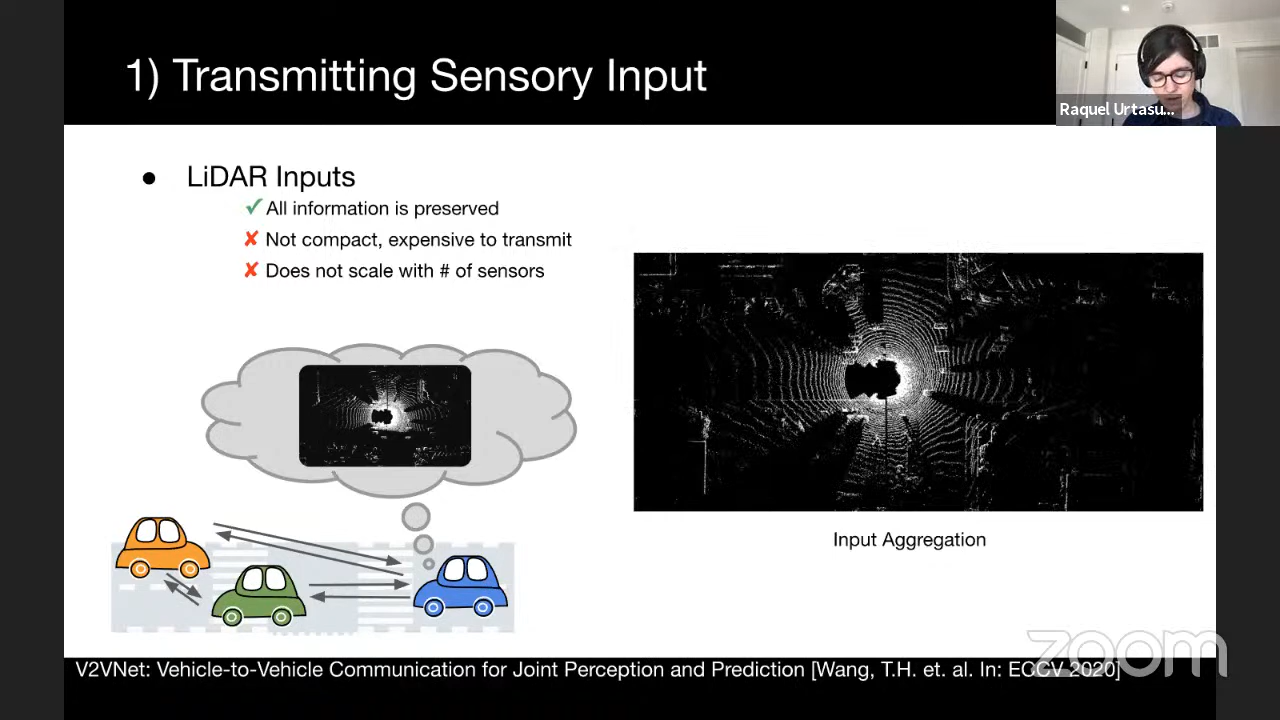 1) Transmitting Sensory Input
Raquel Urtasu...
● LiDAR Inputs
✓ All information is preserved
✘ Not compact, expensive to transmit
✘ Does not scale with # of sensors
Input Aggregation
zoom
V2VNet: Vehicle-to-Vehicle Communication for Joint Perception and Prediction [Wang, T.H. et. al. In: ECCV 2020]